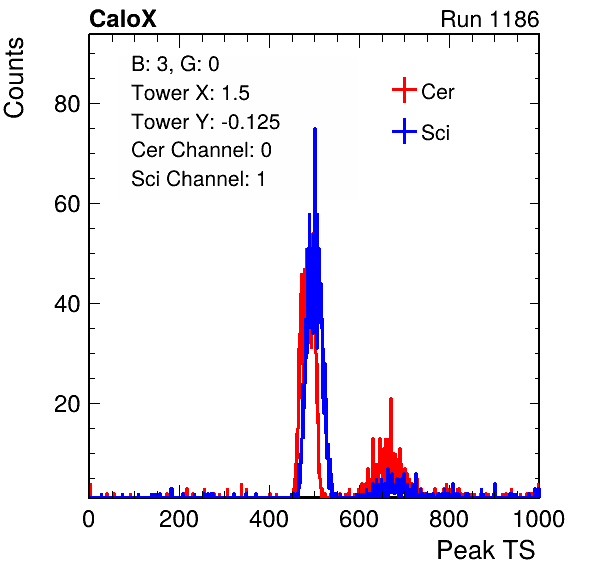 CaloX Run 1186
Counts
B: 3, G: 0
Tower X: 1.5
Tower Y: -0.125
Cer Channel: 0
Sci Channel: 1
Cer
Sci
80
60
40
20
0 200 400 600 800 1000
Peak TS